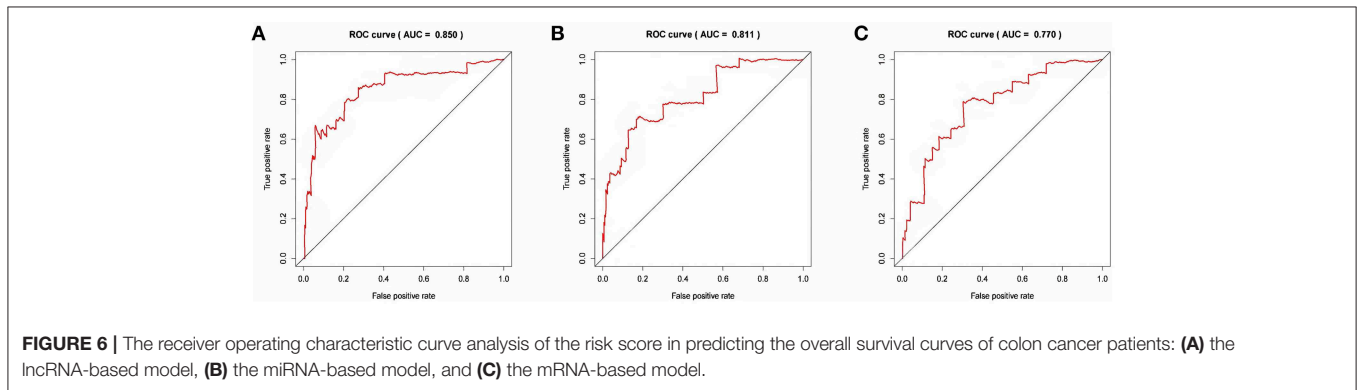 A
ROC curve ( AUC = 0.850 )
True positive rate
1.0
0.8
0.6
0.4
0.2
0.0
0.0 0.2 0.4 0.6 0.8 1.0
False positive rate
B
ROC curve ( AUC = 0.811 )
True positive rate
1.0
0.8
0.6
0.4
0.2
0.0
0.0 0.2 0.4 0.6 0.8 1.0
False positive rate
C
ROC curve ( AUC = 0.770 )
True positive rate
1.0
0.8
0.6
0.4
0.2
0.0
0.0 0.2 0.4 0.6 0.8 1.0
False positive rate
FIGURE 6 | The receiver operating characteristic curve analysis of the risk score in predicting the overall survival curves of colon cancer patients: (A) the
lncRNA-based model, (B) the miRNA-based model, and (C) the mRNA-based model.